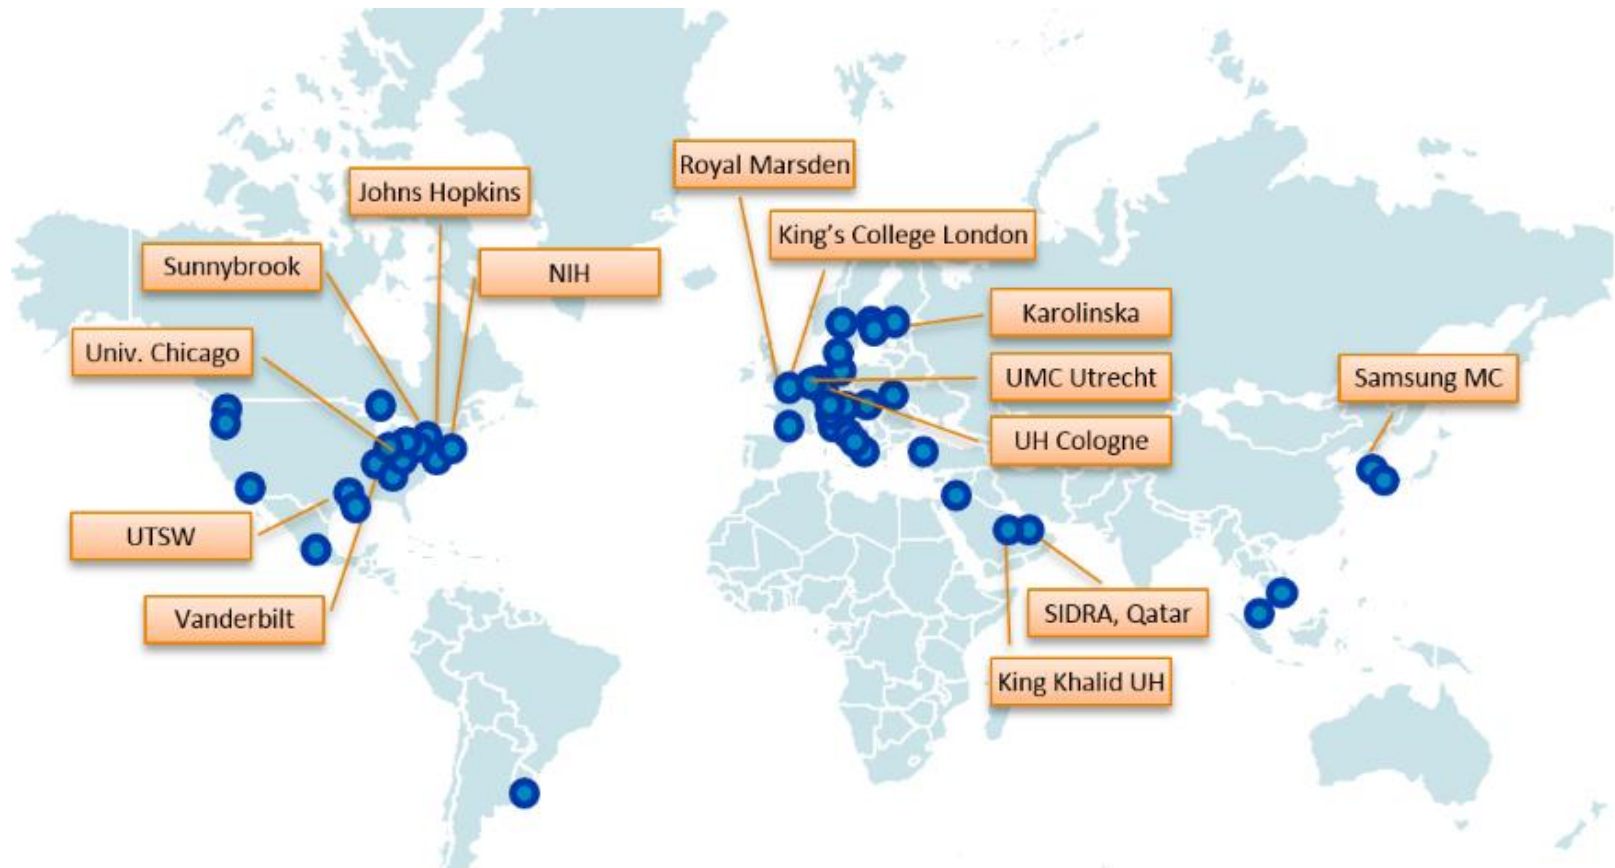 Royal Marsden
Johns Hopkins
King's College London
Sunnybrook
NIH
Karolinska
Univ. Chicago
UMC Utrecht
Samsung MC
UH Cologne
UTSW
Vanderbilt
SIDRA, Qatar
King Khalid UH